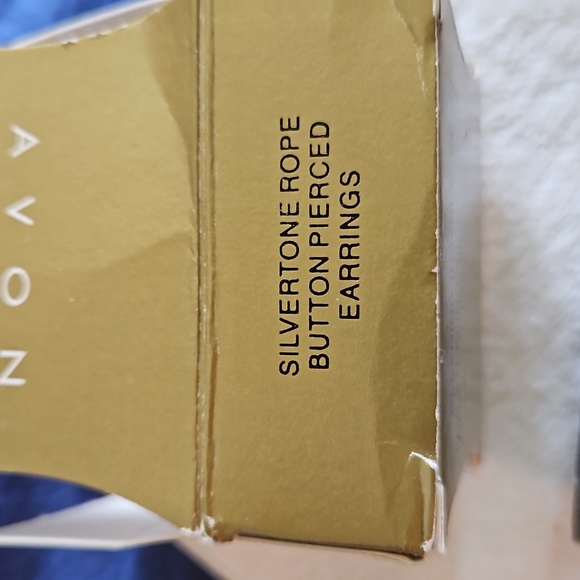 AVON
SILVERTONE ROPE
BUTTON PIERCED
EARRINGS